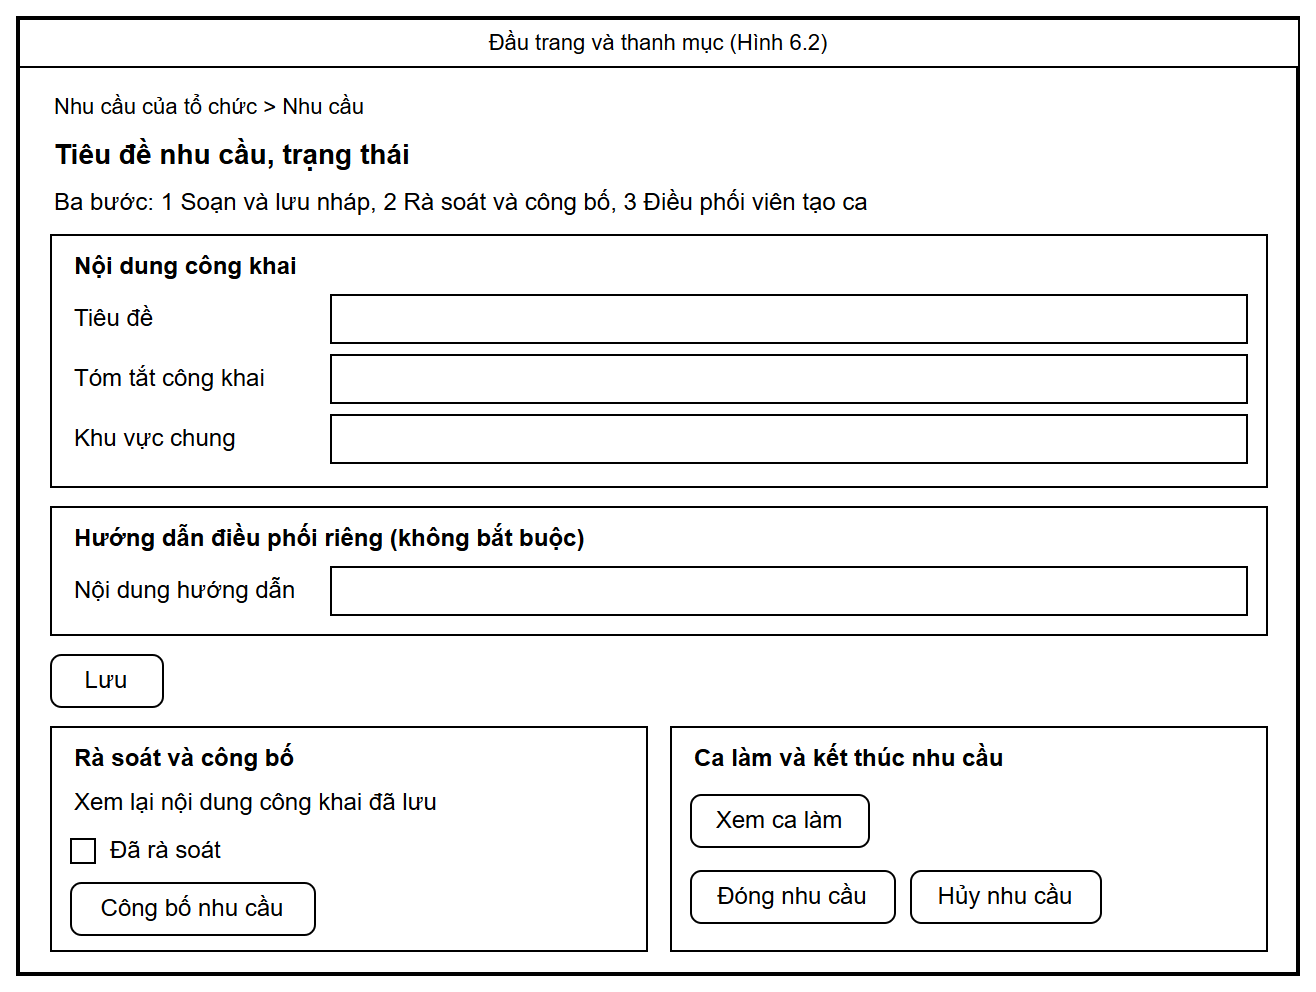 Đầu trang và thanh mục (Hình 6.2)
Nhu cầu của tổ chức > Nhu cầu
Tiêu đề nhu cầu, trạng thái
Ba bước: 1 Soạn và lưu nháp, 2 Rà soát và công bố, 3 Điều phối viên tạo ca
Nội dung công khai
Tiêu đề
Tóm tắt công khai
Khu vực chung
Hướng dẫn điều phối riêng (không bắt buộc)
Nội dung hướng dẫn
Lưu
Rà soát và công bố
Xem lại nội dung công khai đã lưu
Đã rà soát
Công bố nhu cầu
Ca làm và kết thúc nhu cầu
Xem ca làm
Đóng nhu cầu
Hủy nhu cầu